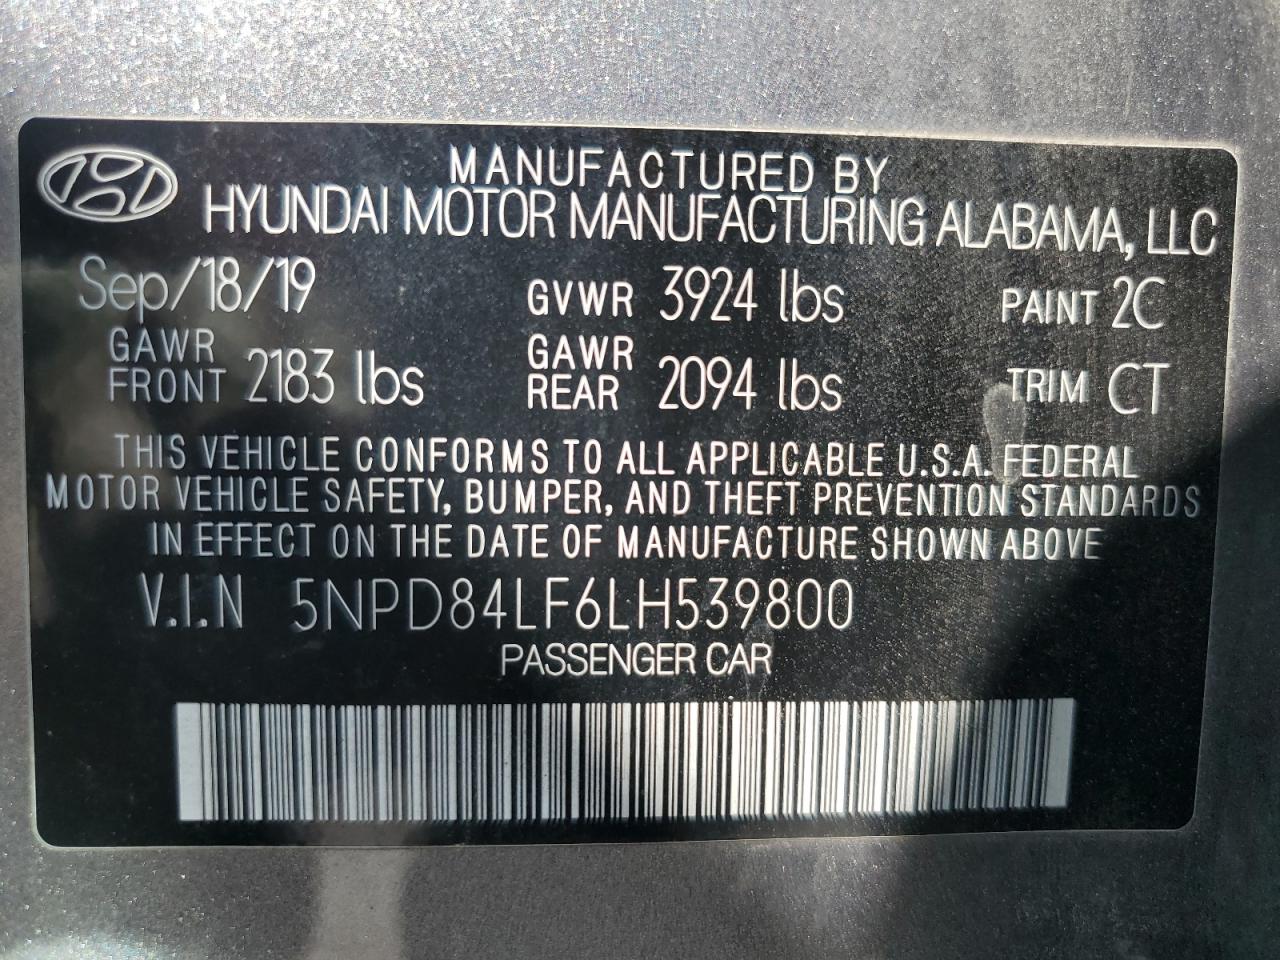 MANUFACTURED BY
HYUNDAI MOTOR MANUFACTURING ALABAMA, LLC
Sep/18/19 GVWR 3924 lbs PAINT 2C
GAWR FRONT 2183 lbs GAWR REAR 2094 lbs TRIM CT
THIS VEHICLE CONFORMS TO ALL APPLICABLE U.S.A. FEDERAL
MOTOR VEHICLE SAFETY, BUMPER, AND THEFT PREVENTION STANDARDS
IN EFFECT ON THE DATE OF MANUFACTURE SHOWN ABOVE
V.I.N 5NPD84LF6LH539800
PASSENGER CAR